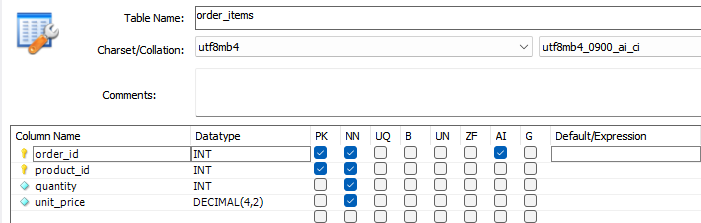 Table Name: order_items
Charset/Collation: utf8mb4 utf8mb4_0900_ai_ci
Comments:
Column Name Datatype PK NN UQ B UN ZF AI G Default/Expression
order_id INT
product_id INT
quantity INT
unit_price DECIMAL(4,2)